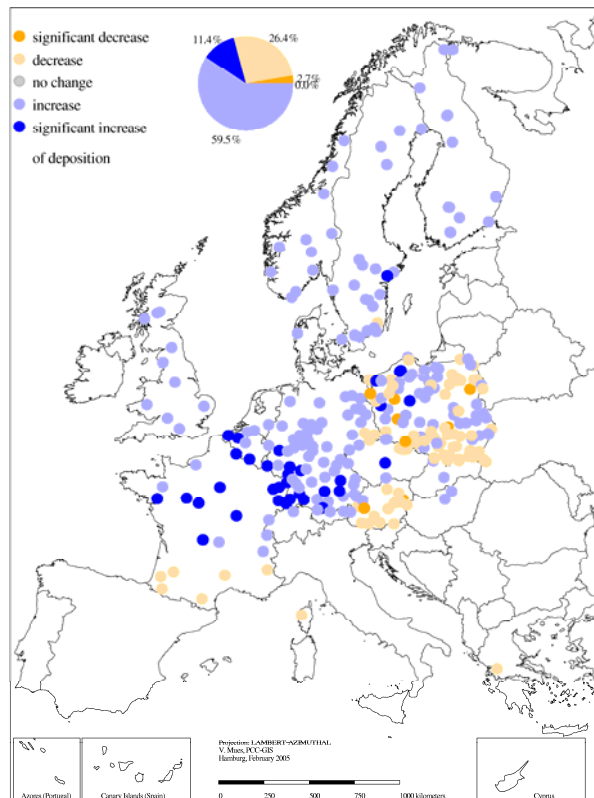 significant decrease
decrease
no change
increase
significant increase
of deposition
11.4%
26.4%
2.7%
0.0%
59.5%
Projection: LAMBERT-AZIMUTHAL
V. Mues, PCC-GIS
Hamburg, February 2005
0 250 500 750 1000 kilometers
Azores (Portugal)
Canary Islands (Spain)
Cyprus